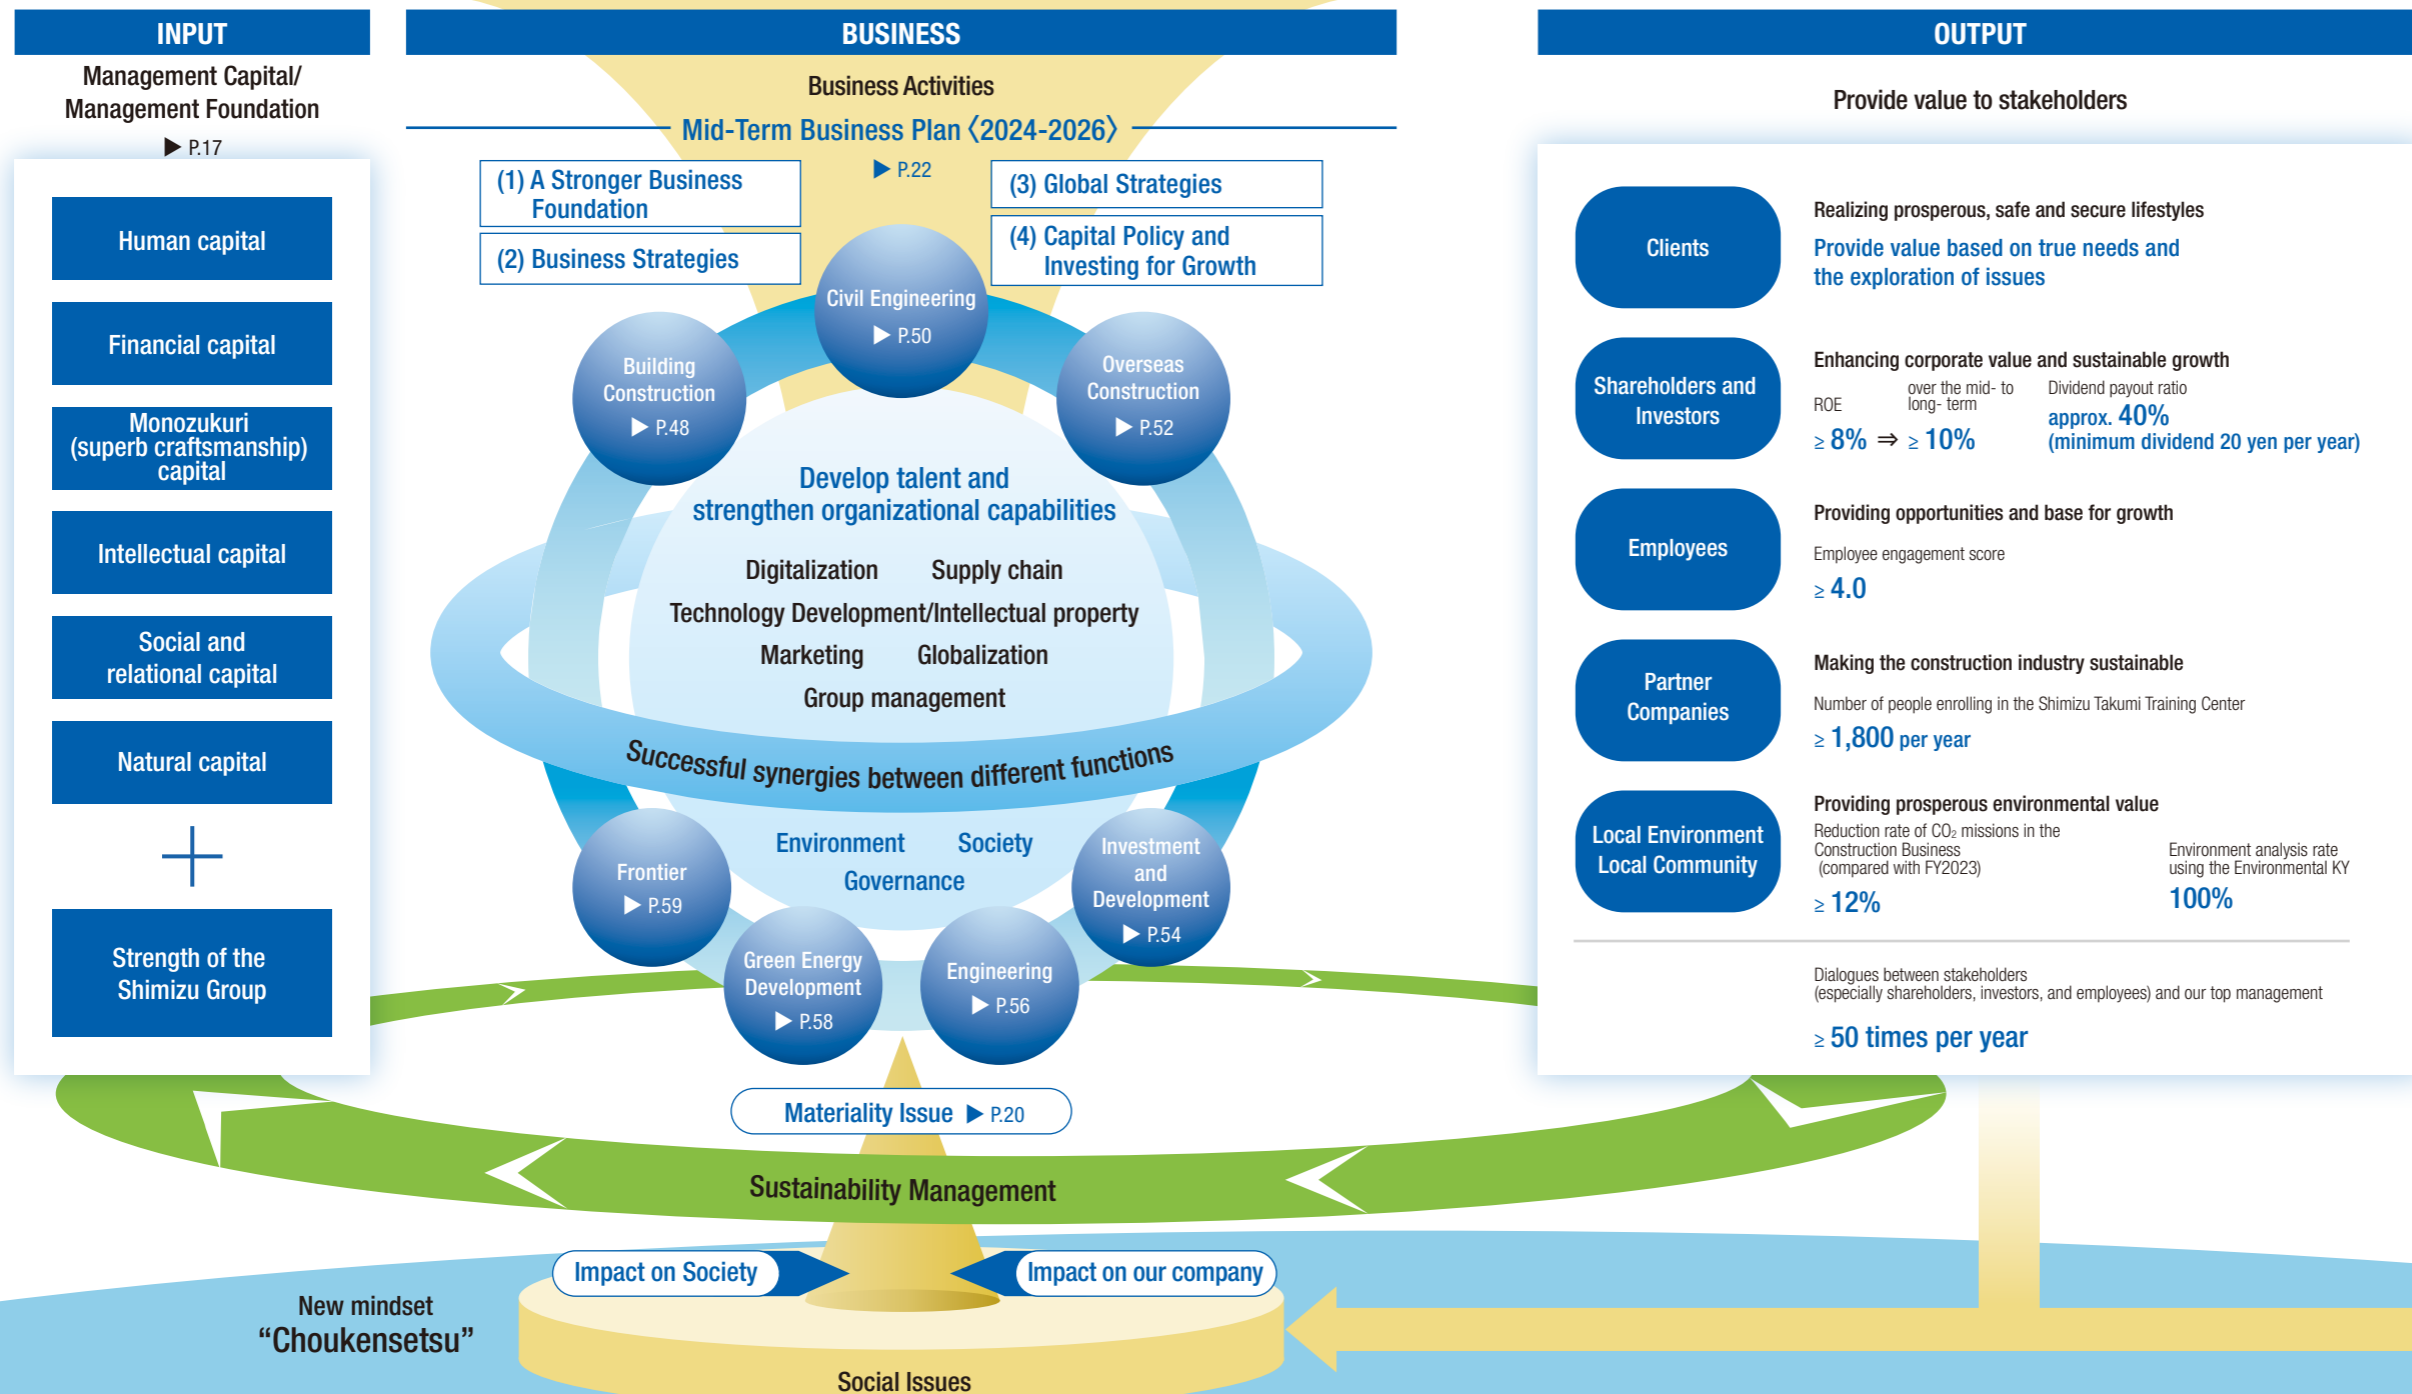 INPUT
Management Capital/
Management Foundation
▶ P.17
Human capital
Financial capital
Monozukuri
(superb craftsmanship)
capital
Intellectual capital
Social and
relational capital
Natural capital
+
Strength of the
Shimizu Group
BUSINESS
Business Activities
Mid-Term Business Plan〈2024-2026〉
▶ P.22
(1) A Stronger Business
Foundation
(2) Business Strategies
(3) Global Strategies
(4) Capital Policy and
Investing for Growth
Civil Engineering
▶ P.50
Building
Construction
▶ P.48
Overseas
Construction
▶ P.52
Develop talent and
strengthen organizational capabilities
Digitalization Supply chain
Technology Development/Intellectual property
Marketing Globalization
Group management
Successful synergies between different functions
Environment Society
Governance
Frontier
▶ P.59
Green Energy
Development
▶ P.58
Engineering
▶ P.56
Investment
and
Development
▶ P.54
Materiality Issue ▶ P.20
Sustainability Management
Impact on Society
Impact on our company
New mindset
“Choukensetsu”
Social Issues
OUTPUT
Provide value to stakeholders
Clients
Realizing prosperous, safe and secure lifestyles
Provide value based on true needs and
the exploration of issues
Shareholders and
Investors
Enhancing corporate value and sustainable growth
ROE
over the mid- to
long- term
≥ 8% ⇒ ≥ 10%
Dividend payout ratio
approx. 40%
(minimum dividend 20 yen per year)
Employees
Providing opportunities and base for growth
Employee engagement score
≥ 4.0
Partner
Companies
Making the construction industry sustainable
Number of people enrolling in the Shimizu Takumi Training Center
≥ 1,800 per year
Local Environment
Local Community
Providing prosperous environmental value
Reduction rate of CO₂ missions in the
Construction Business
(compared with FY2023)
≥ 12%
Environment analysis rate
using the Environmental KY
100%
Dialogues between stakeholders
(especially shareholders, investors, and employees) and our top management
≥ 50 times per year